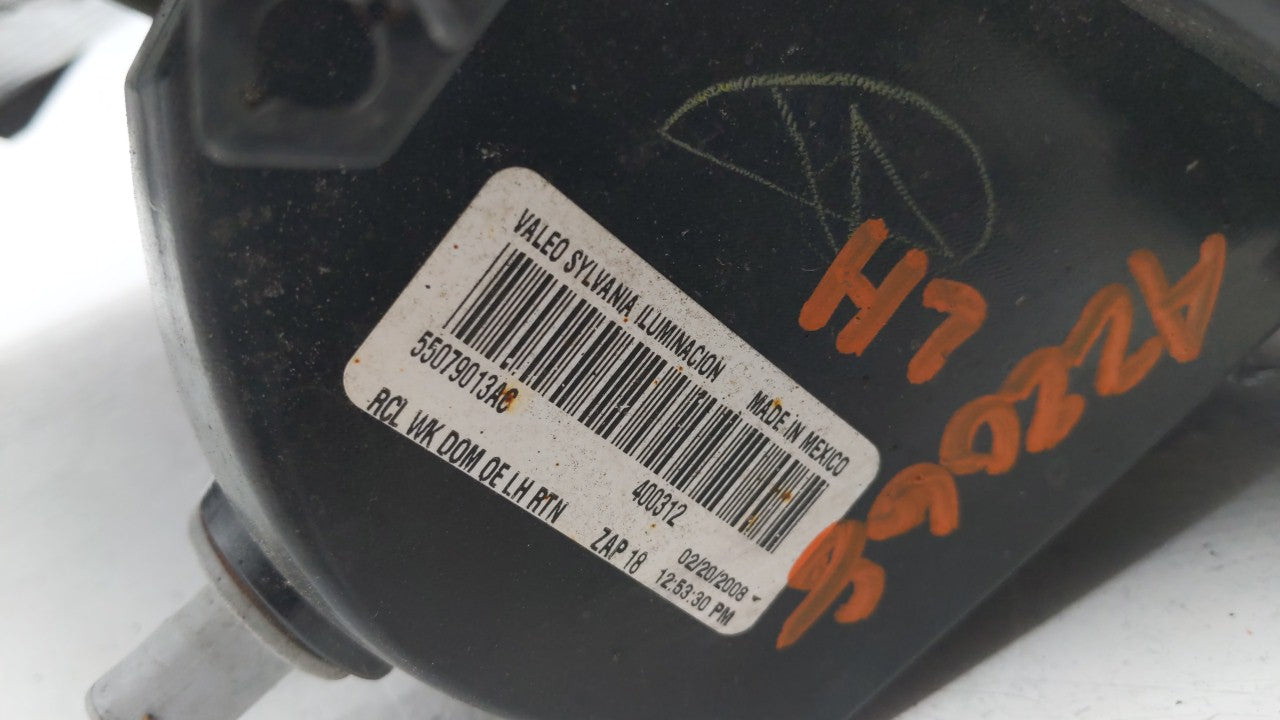 VALEO SYLVANIA ILUMINACION MADE IN MEXICO
55079013AC 400312
RCL WK DOM OE LH RTN ZAP 18
02/20/2008
12:53:30 PM
LH